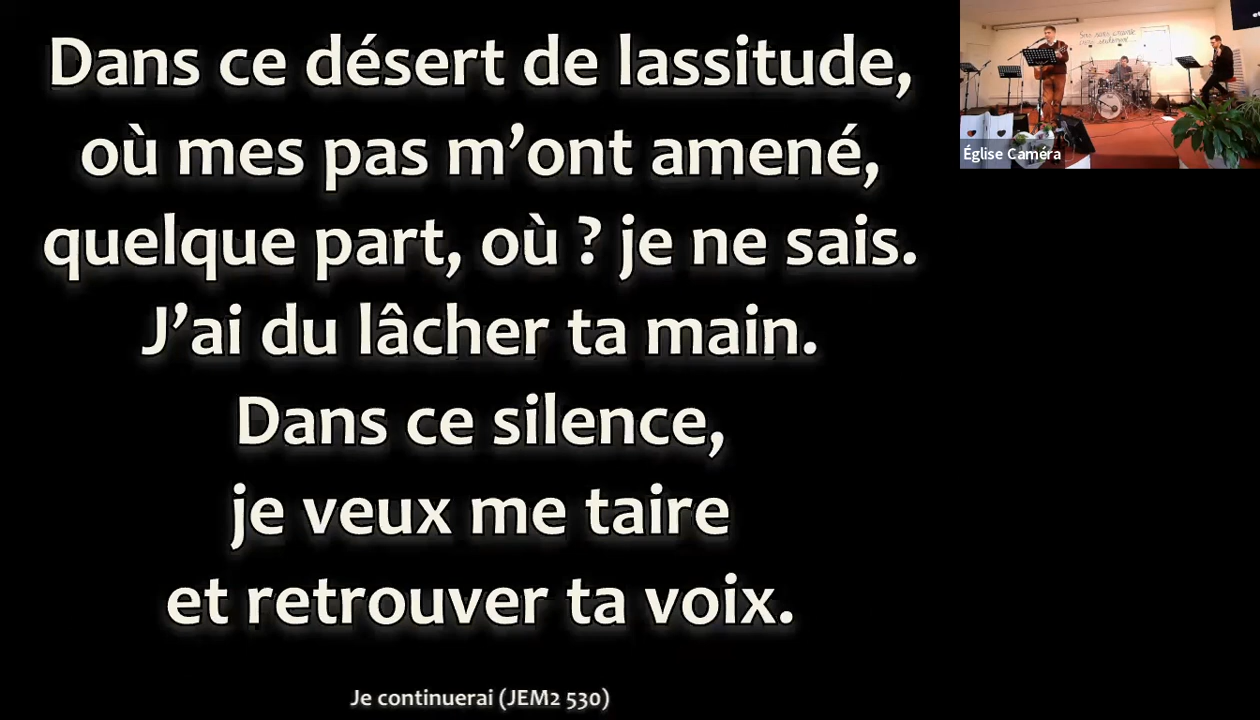 Dans ce désert de lassitude,
où mes pas m’ont amené,
quelque part, où ? je ne sais.
J’ai du lâcher ta main.
Dans ce silence,
je veux me taire
et retrouver ta voix.
Je continuerai (JEM2 530)
Église Caméra